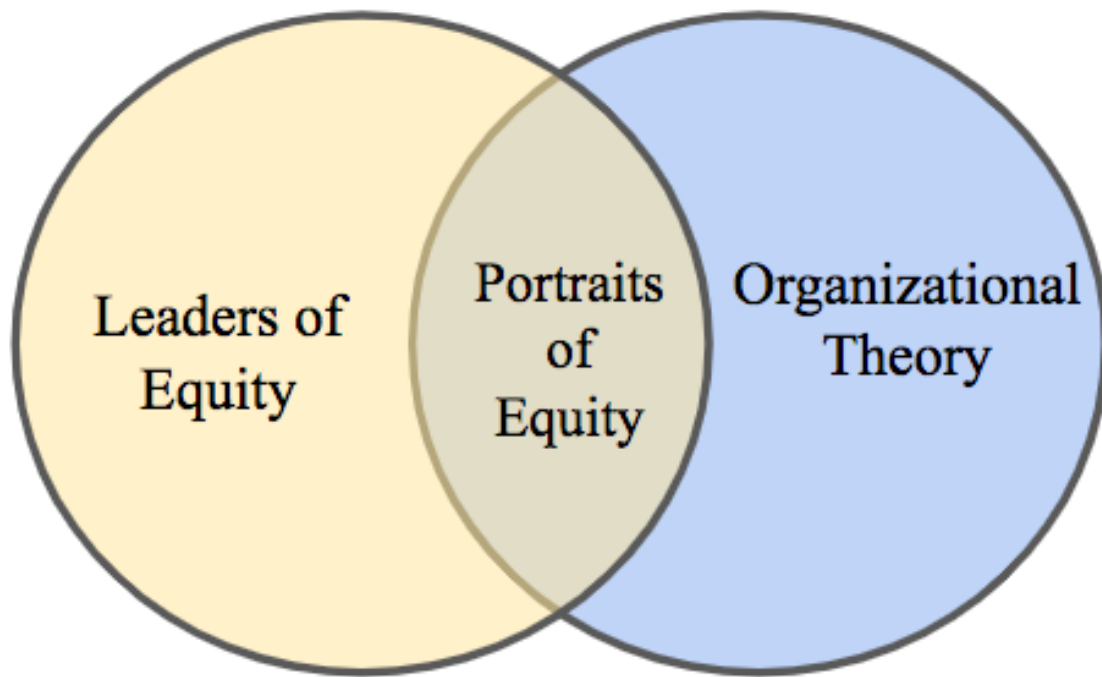 Leaders of
Equity
Portraits
of
Equity
Organizational
Theory